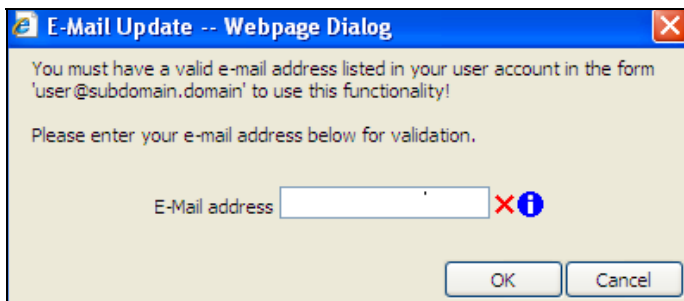 E-Mail Update -- Webpage Dialog
You must have a valid e-mail address listed in your user account in the form
'user@subdomain.domain' to use this functionality!
Please enter your e-mail address below for validation.
E-Mail address
OK Cancel